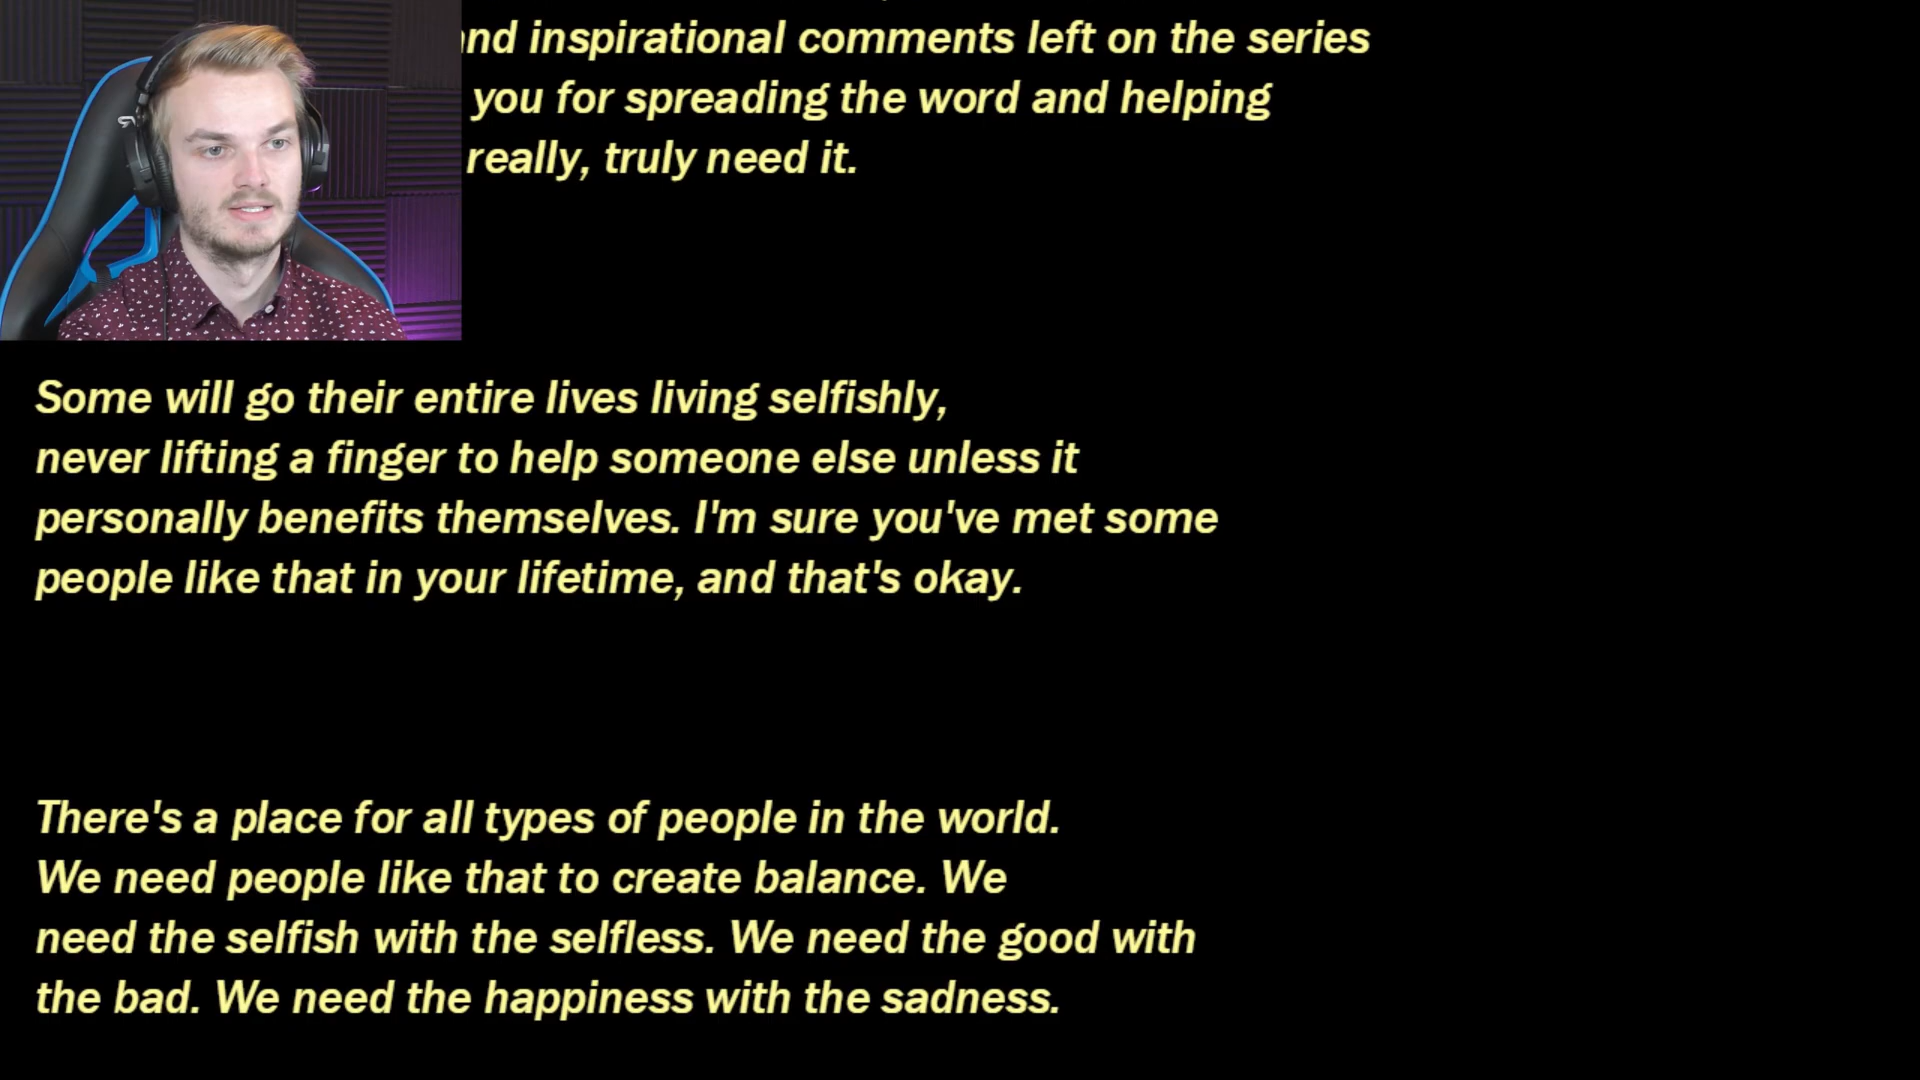 and inspirational comments left on the series
you for spreading the word and helping
really, truly need it.
Some will go their entire lives living selfishly,
never lifting a finger to help someone else unless it
personally benefits themselves. I'm sure you've met some
people like that in your lifetime, and that's okay.
There's a place for all types of people in the world.
We need people like that to create balance. We
need the selfish with the selfless. We need the good with
the bad. We need the happiness with the sadness.